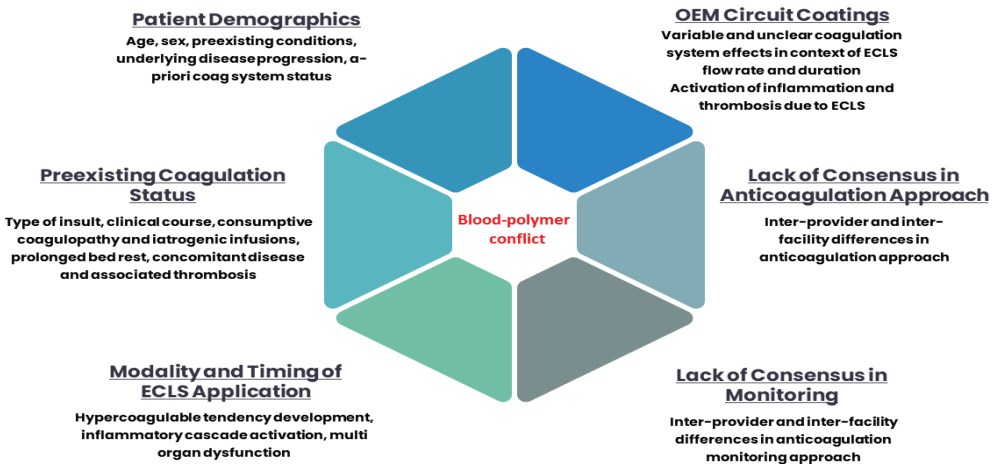 Patient Demographics
Age, sex, preexisting conditions,
underlying disease progression, a-
priori coag system status
OEM Circuit Coatings
Variable and unclear coagulation
system effects in context of ECLS
flow rate and duration
Activation of inflammation and
thrombosis due to ECLS
Preexisting Coagulation
Status
Type of insult, clinical course, consumptive
coagulopathy and iatrogenic infusions,
prolonged bed rest, concomitant disease
and associated thrombosis
Blood-polymer
conflict
Lack of Consensus in
Anticoagulation Approach
Inter-provider and inter-
facility differences in
anticoagulation approach
Modality and Timing of
ECLS Application
Hypercoagulable tendency development,
inflammatory cascade activation, multi
organ dysfunction
Lack of Consensus in
Monitoring
Inter-provider and inter-facility
differences in anticoagulation
monitoring approach